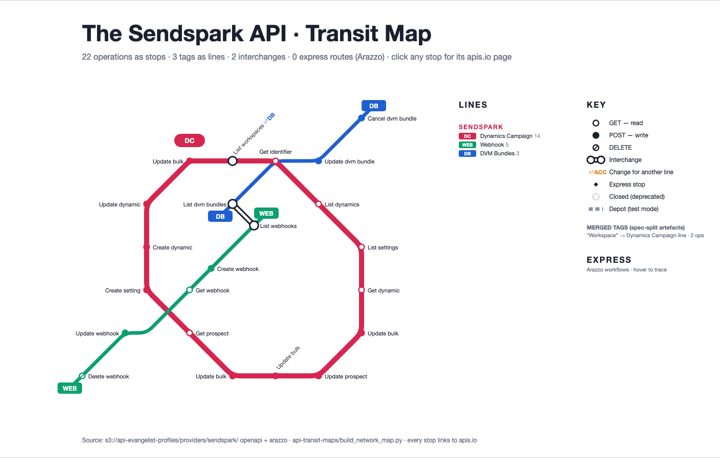 The Sendspark API · Transit Map
22 operations as stops · 3 tags as lines · 2 interchanges · 0 express routes (Arazzo) · click any stop for its apis.io page
DB
Cancel dvm bundle
List workspaces ⇄DB
DC
Get identifier
Update bulk
Update dvm bundle
Update dynamic
List dvm bundles
List dynamics
DB
WEB
List webhooks
Create dynamic
List settings
Create webhook
Create setting
Get webhook
Get dynamic
Update webhook
Get prospect
Update bulk
Update bulk
Update bulk
Update prospect
Delete webhook
WEB
LINES
SENDSPARK
DC Dynamics Campaign 14
WEB Webhook 5
DB DVM Bundles 3
KEY
GET — read
POST — write
DELETE
Interchange
⇄ACC Change for another line
Express stop
Closed (deprecated)
Depot (test mode)
MERGED TAGS (spec-split artefacts)
"Workspace" → Dynamics Campaign line · 2 ops
EXPRESS
Arazzo workflows · hover to trace
Source: s3://api-evangelist-profiles/providers/sendspark/ openapi + arazzo · api-transit-maps/build_network_map.py · every stop links to apis.io